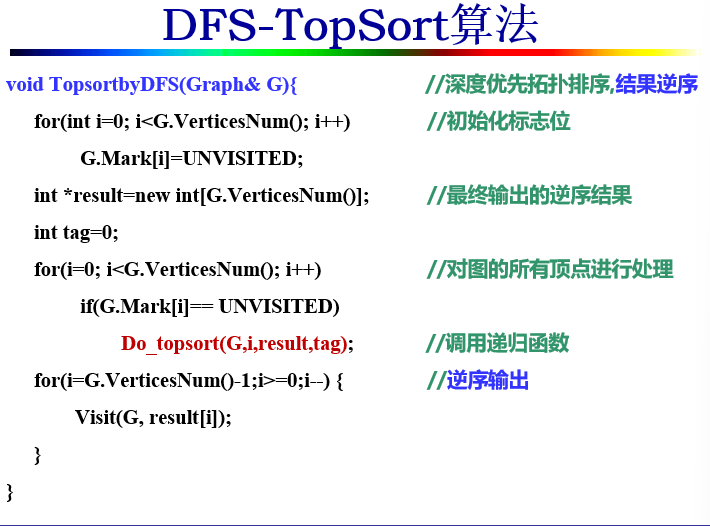 DFS-TopSort算法
void TopsortbyDFS(Graph& G){ //深度优先拓扑排序,结果逆序
for(int i=0; i<G.VerticesNum(); i++) //初始化标志位
G.Mark[i]=UNVISITED;
int *result=new int[G.VerticesNum()]; //最终输出的逆序结果
int tag=0;
for(i=0; i<G.VerticesNum(); i++) //对图的所有顶点进行处理
if(G.Mark[i]== UNVISITED)
Do_topsort(G,i,result,tag); //调用递归函数
for(i=G.VerticesNum()-1;i>=0;i--) { //逆序输出
Visit(G, result[i]);
}
}